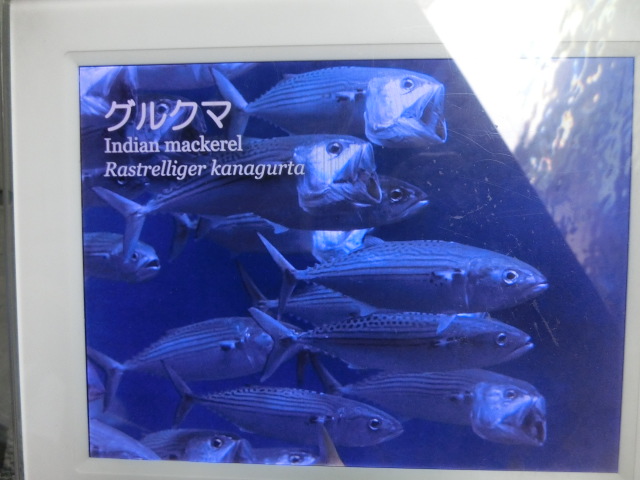 グルクマ
Indian mackerel
Rastrelliger kanagurta